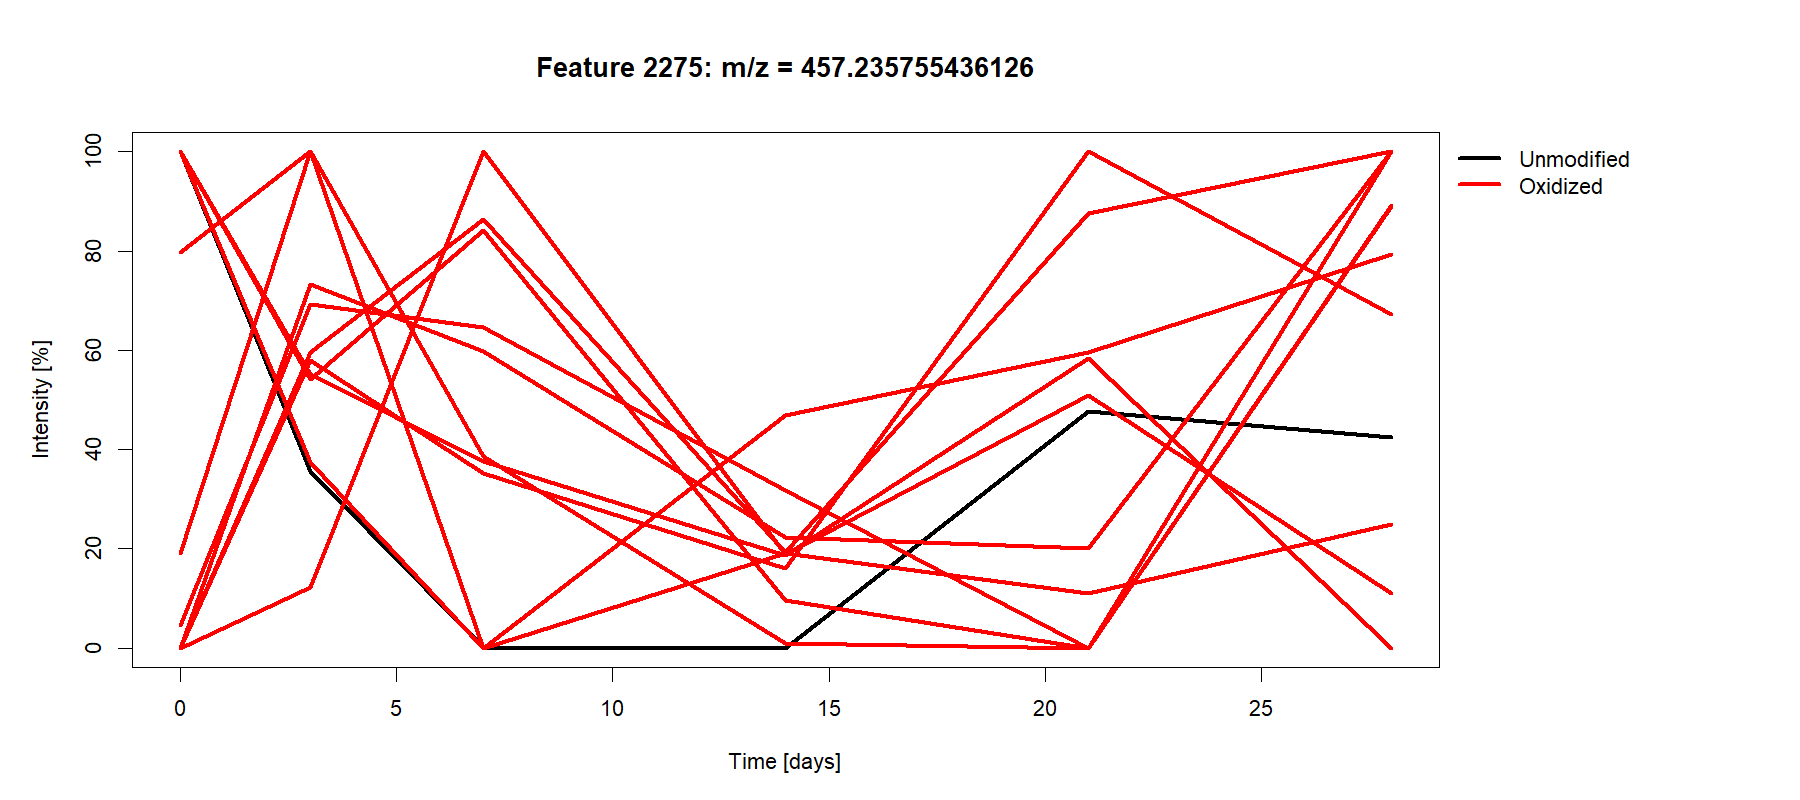 Feature 2275: m/z = 457.235755436126
Unmodified
Oxidized
Intensity [%]
100
80
60
40
20
0
0 5 10 15 20 25
Time [days]